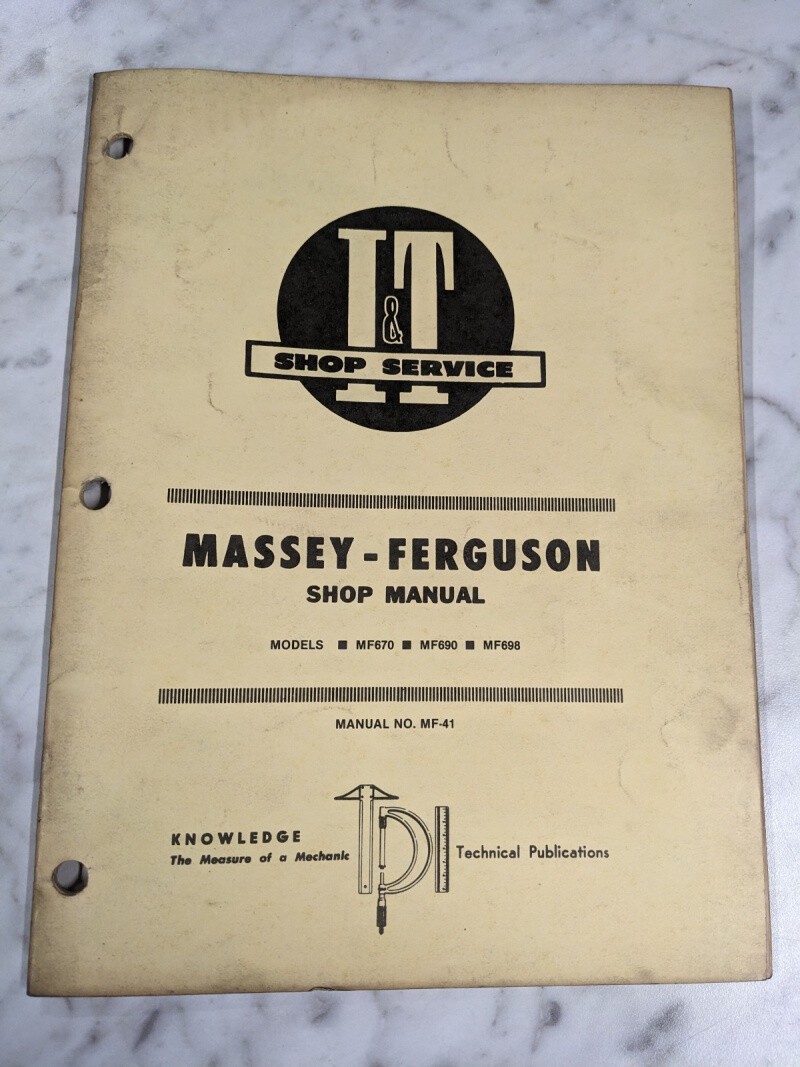 I&T
SHOP SERVICE
MASSEY-FERGUSON
SHOP MANUAL
MODELS ■ MF670 ■ MF690 ■ MF698
MANUAL NO. MF-41
KNOWLEDGE
The Measure of a Mechanic
TDI
Technical Publications